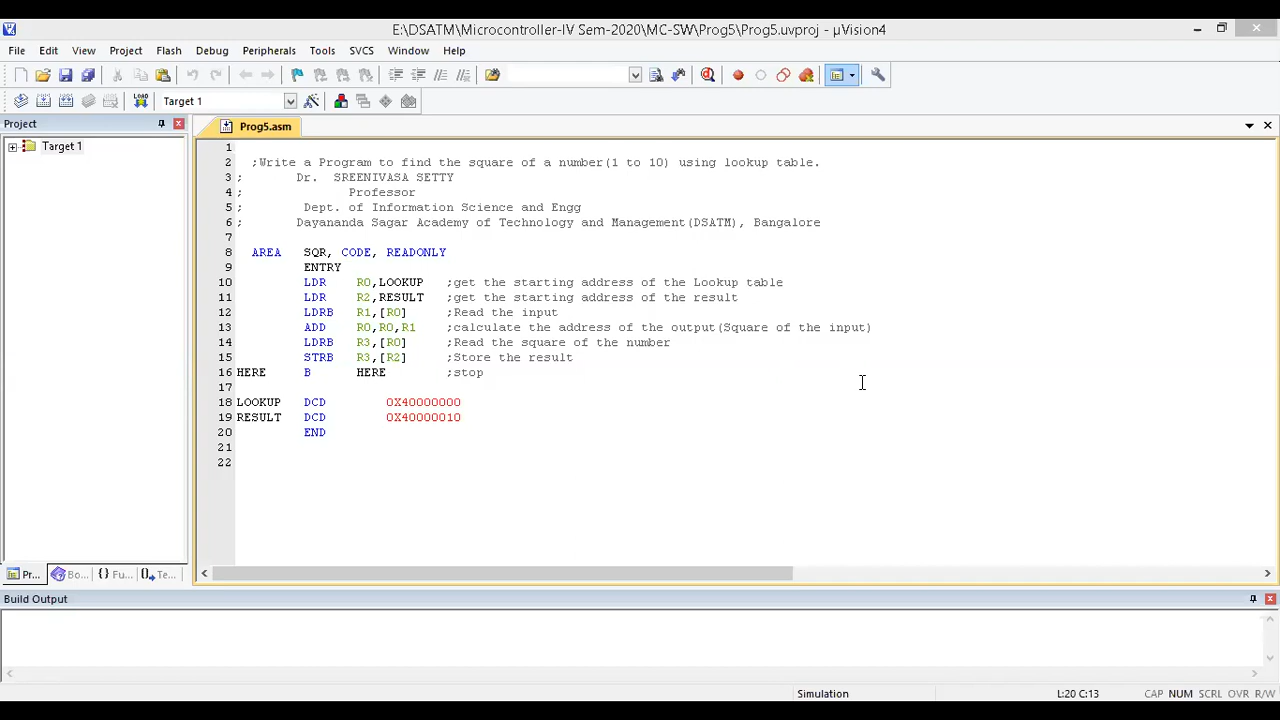 E:\DSATM\Microcontroller-IV Sem-2020\MC-SW\Prog5\Prog5.uvproj - µVision4
File Edit View Project Flash Debug Peripherals Tools SVCS Window Help
LOAD Target 1
Project
Prog5.asm
Target 1
1
2 ;Write a Program to find the square of a number(1 to 10) using lookup table.
3 ; Dr. SREENIVASA SETTY
4 ; Professor
5 ; Dept. of Information Science and Engg
6 ; Dayananda Sagar Academy of Technology and Management(DSATM), Bangalore
7
8 AREA SQR, CODE, READONLY
9 ENTRY
10 LDR R0,LOOKUP ;get the starting address of the Lookup table
11 LDR R2,RESULT ;get the starting address of the result
12 LDRB R1,[R0] ;Read the input
13 ADD R0,R0,R1 ;calculate the address of the output(Square of the input)
14 LDRB R3,[R0] ;Read the square of the number
15 STRB R3,[R2] ;Store the result
16 HERE B HERE ;stop
17
18 LOOKUP DCD 0X40000000
19 RESULT DCD 0X40000010
20 END
21
22
Pr... Bo... {} Fu... Te...
Build Output
Simulation L:20 C:13 CAP NUM SCRL OVR R/W